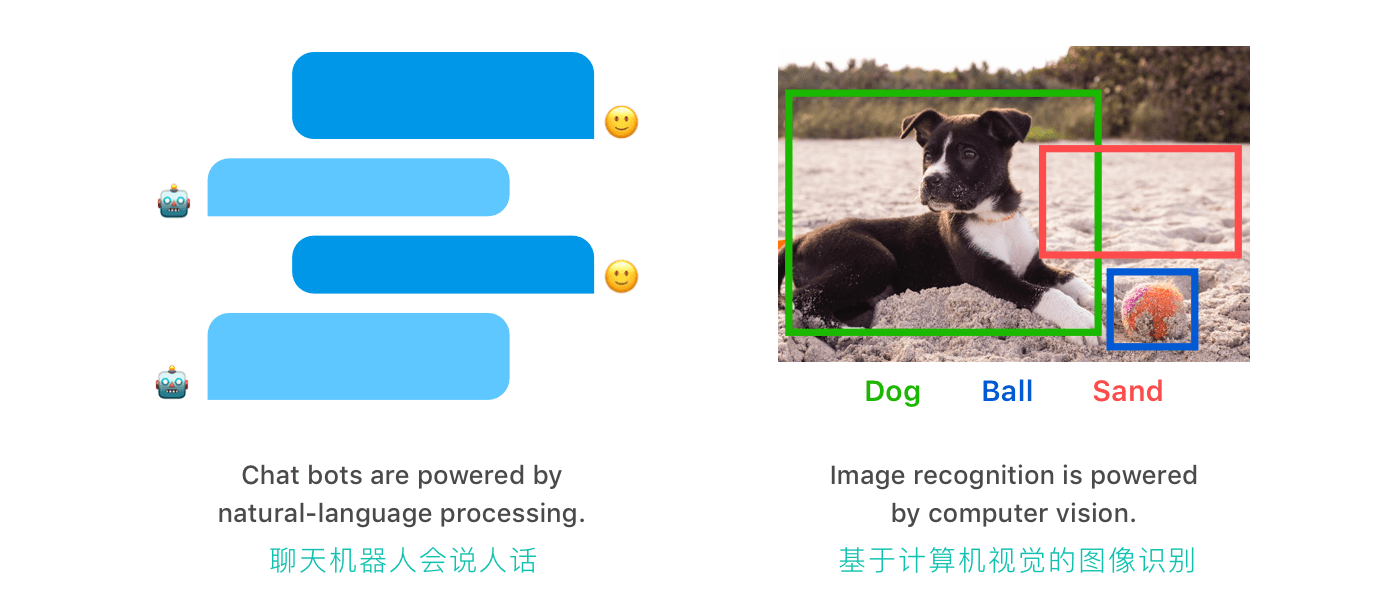 Chat bots are powered by
natural-language processing.
聊天机器人会说人话
Dog Ball Sand
Image recognition is powered
by computer vision.
基于计算机视觉的图像识别